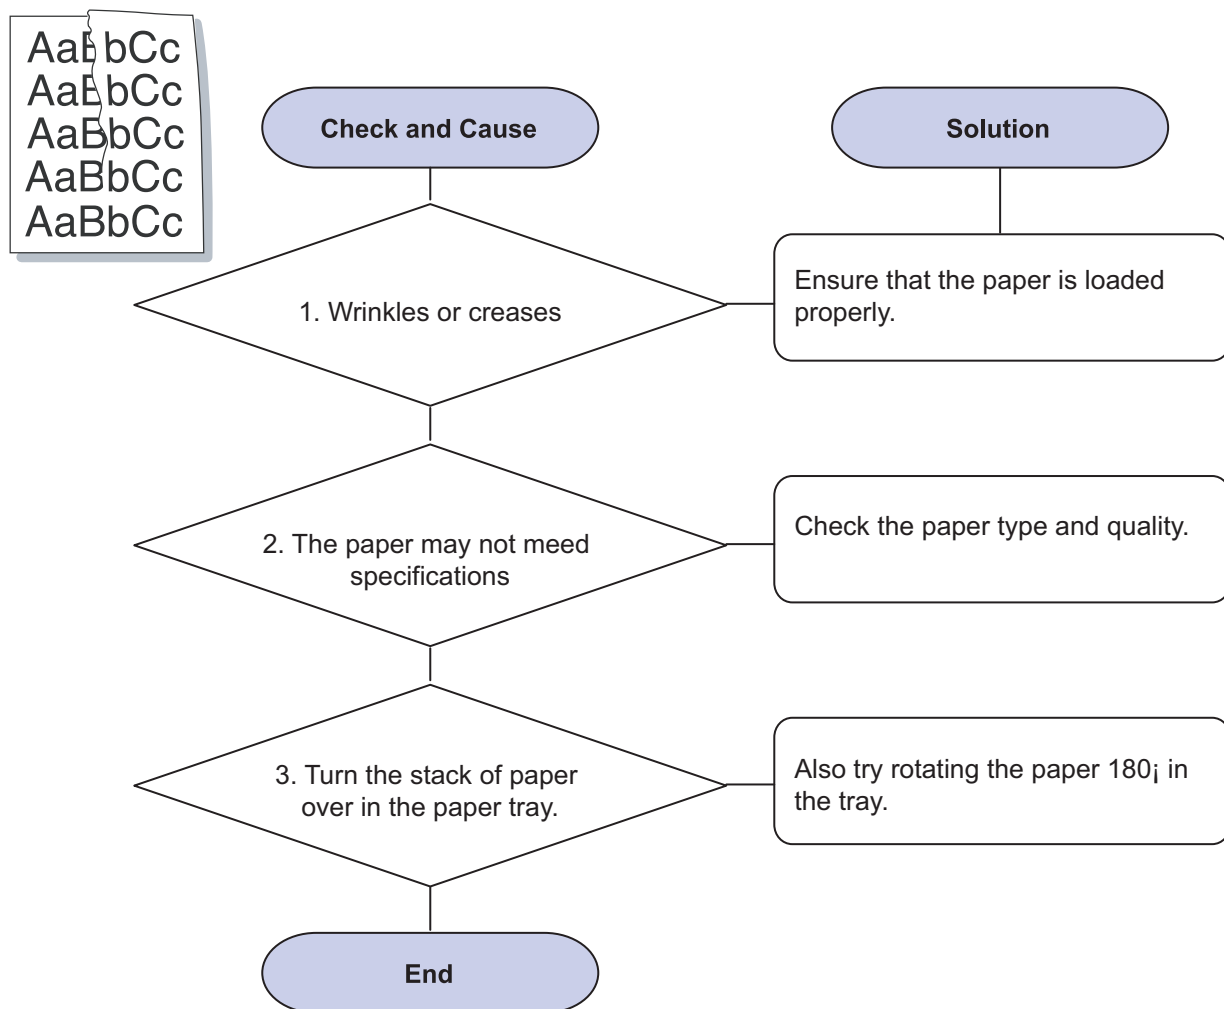 AaBbCc
AaBbCc
AaBbCc
AaBbCc
AaBbCc
Check and Cause
Solution
1. Wrinkles or creases
Ensure that the paper is loaded
properly.
2. The paper may not meed
specifications
Check the paper type and quality.
3. Turn the stack of paper
over in the paper tray.
Also try rotating the paper 180¡ in
the tray.
End